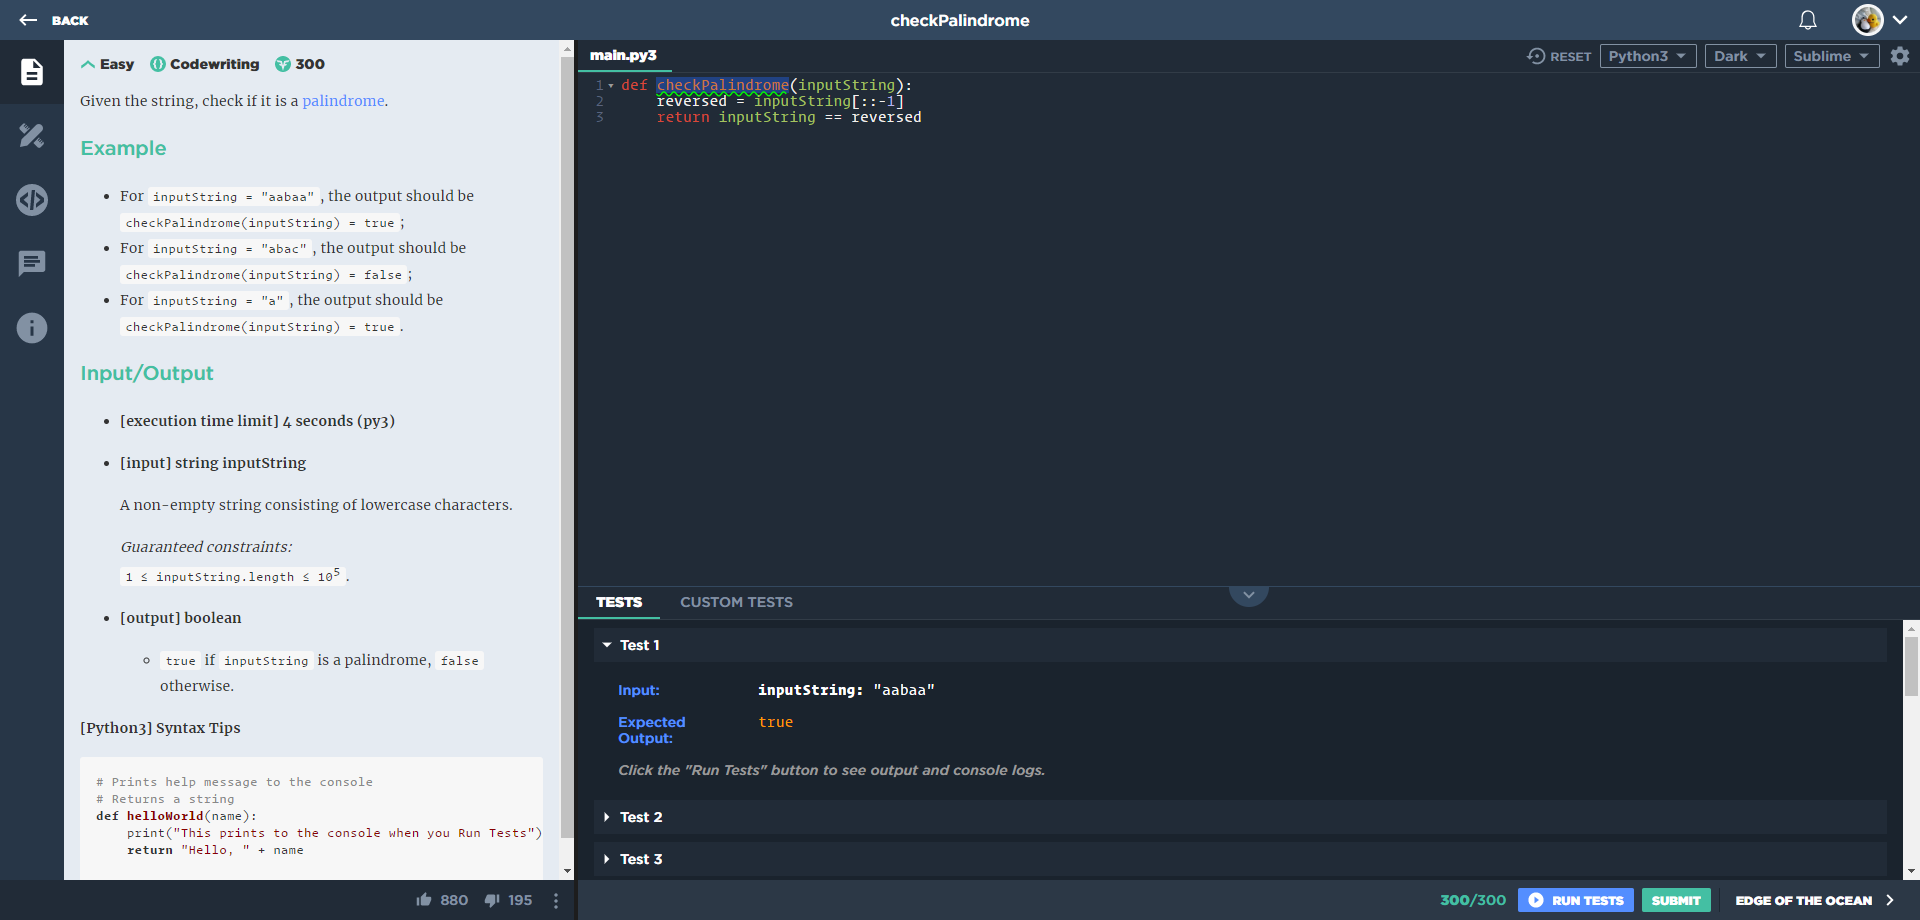 BACK
checkPalindrome
Easy Codewriting 300
Given the string, check if it is a palindrome.
Example
For inputString = "aabaa", the output should be
checkPalindrome(inputString) = true;
For inputString = "abac", the output should be
checkPalindrome(inputString) = false;
For inputString = "a", the output should be
checkPalindrome(inputString) = true.
Input/Output
[execution time limit] 4 seconds (py3)
[input] string inputString
A non-empty string consisting of lowercase characters.
Guaranteed constraints:
1 ≤ inputString.length ≤ 10⁵.
[output] boolean
true if inputString is a palindrome, false
otherwise.
[Python3] Syntax Tips
# Prints help message to the console
# Returns a string
def helloWorld(name):
    print("This prints to the console when you Run Tests")
    return "Hello, " + name
880 195
main.py3
RESET Python3 Dark Sublime
1 def checkPalindrome(inputString):
2     reversed = inputString[::-1]
3     return inputString == reversed
TESTS CUSTOM TESTS
Test 1
Input: inputString: "aabaa"
Expected true
Output:
Click the "Run Tests" button to see output and console logs.
Test 2
Test 3
300/300 RUN TESTS SUBMIT EDGE OF THE OCEAN